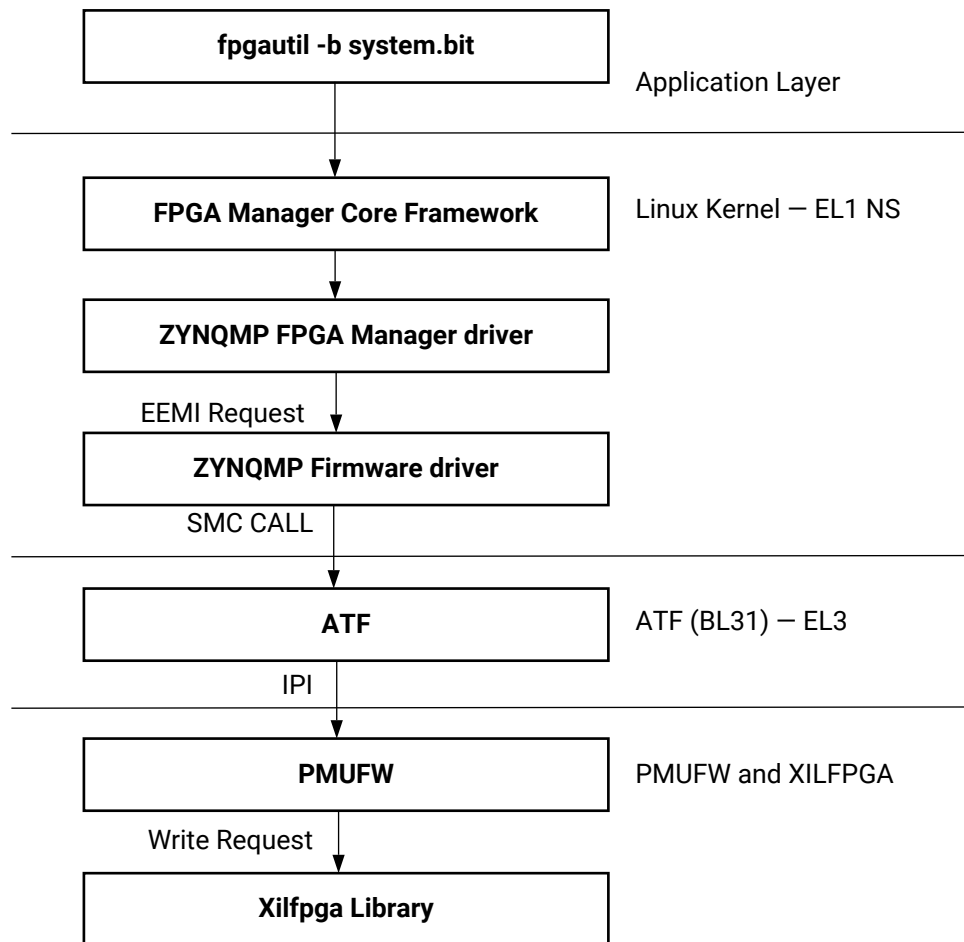 fpgautil -b system.bit
Application Layer
FPGA Manager Core Framework
Linux Kernel — EL1 NS
ZYNQMP FPGA Manager driver
EEMI Request
ZYNQMP Firmware driver
SMC CALL
ATF
ATF (BL31) — EL3
IPI
PMUFW
PMUFW and XILFPGA
Write Request
Xilfpga Library